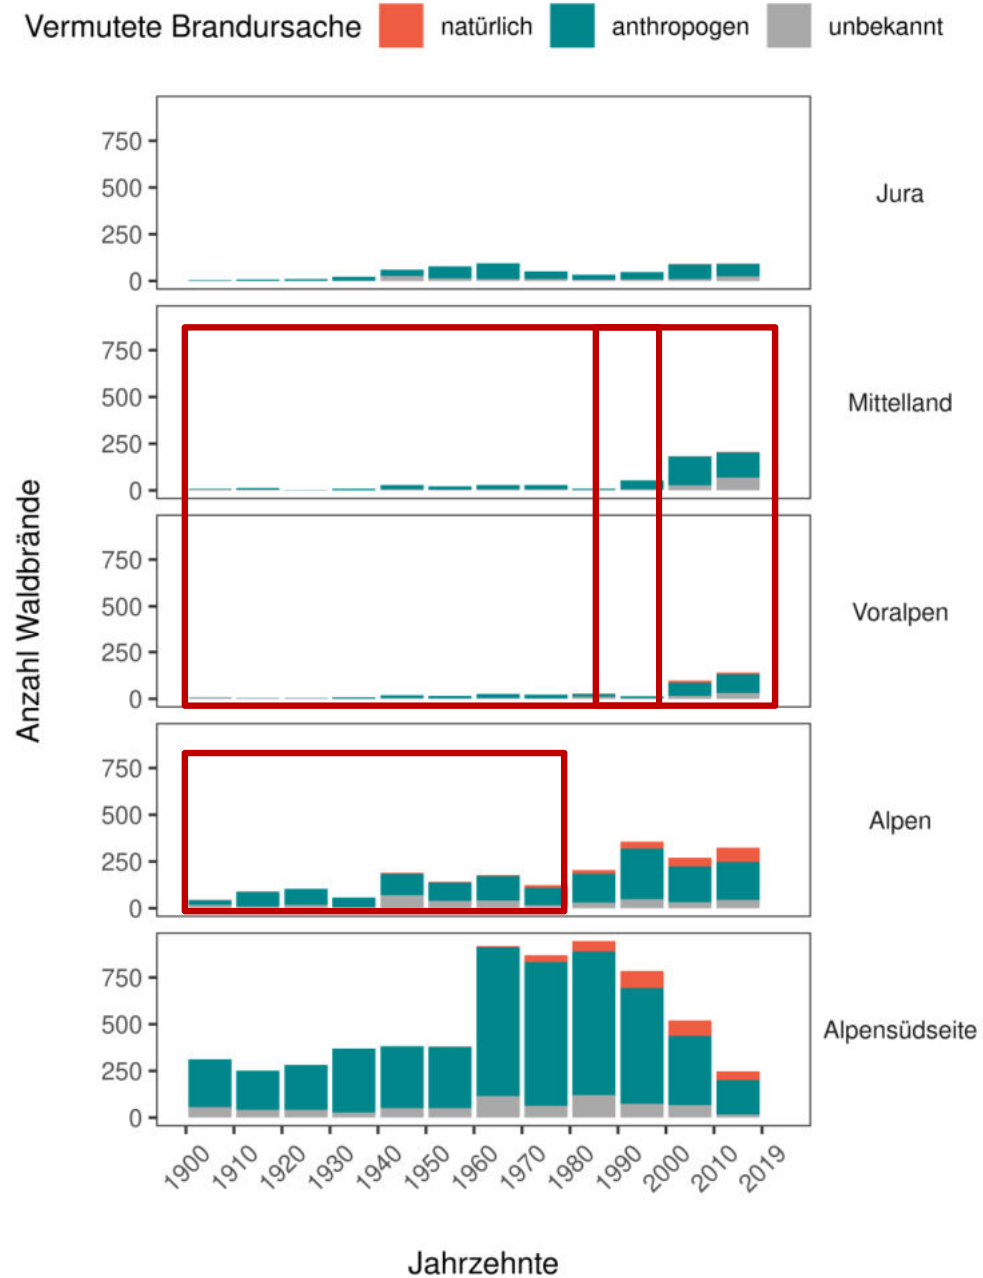 Vermutete Brandursache natürlich anthropogen unbekannt
750
500
250
0
Jura
750
500
250
0
Mittelland
750
500
250
0
Voralpen
750
500
250
0
Alpen
750
500
250
0
Alpensüdseite
Anzahl Waldbrände
1900 1910 1920 1930 1940 1950 1960 1970 1980 1990 2000 2010 2019
Jahrzehnte